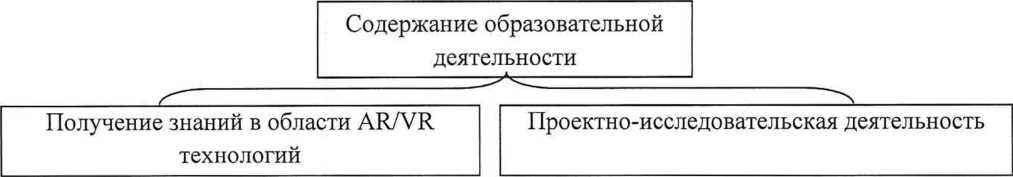 Содержание образовательной
деятельности
Получение знаний в области AR/VR
технологий
Проектно-исследовательская деятельность